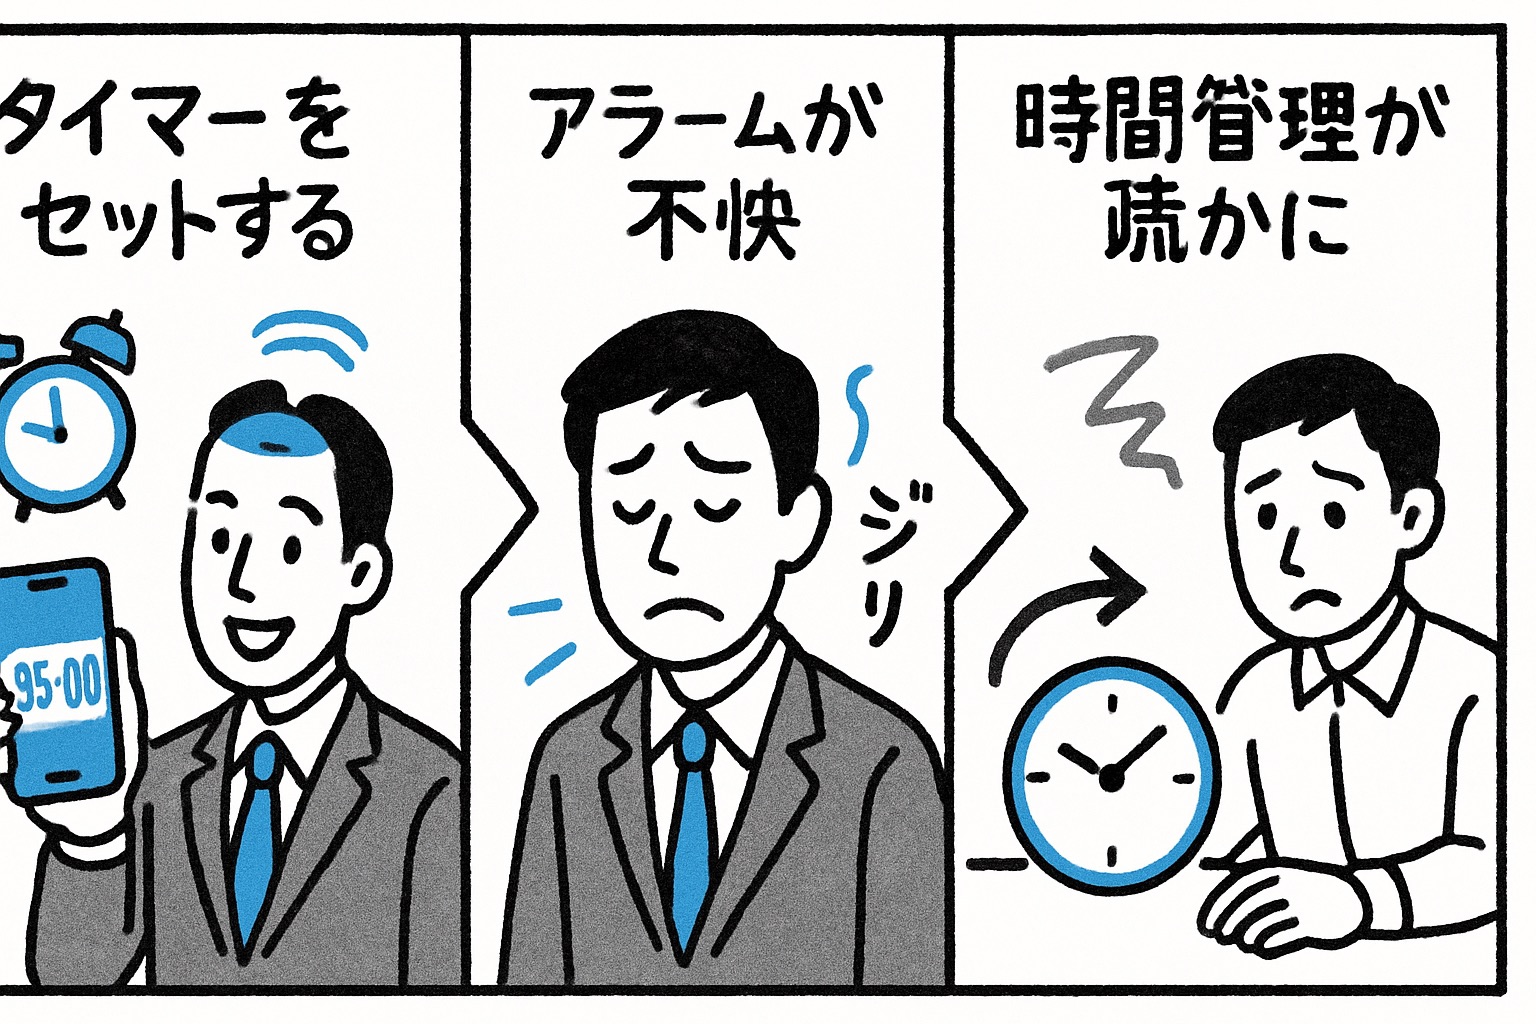 タイマーを
セットする
95:00
アラームが
不快
ジリ
時間管理が
疏かに